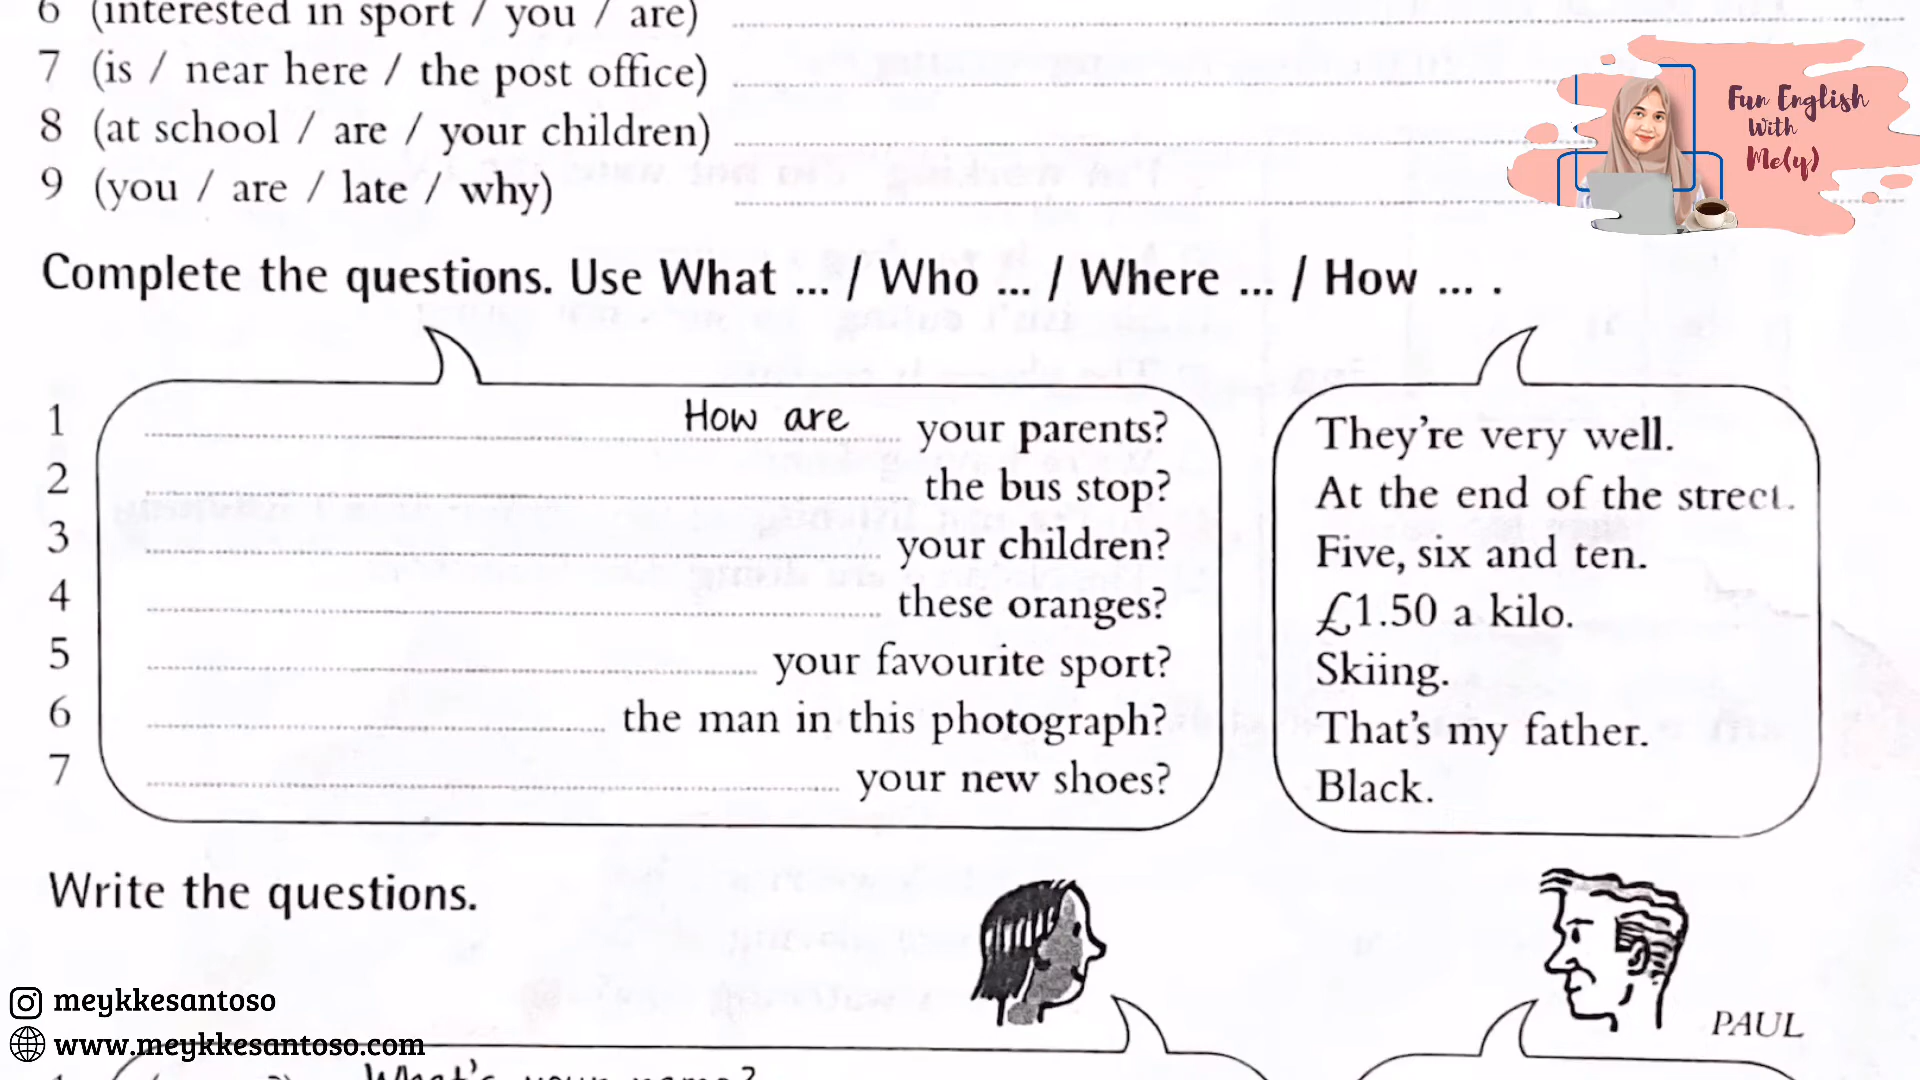 6 (interested in sport / you / are)
7 (is / near here / the post office)
8 (at school / are / your children)
9 (you / are / late / why)
Fun English
With
Me(y)
Complete the questions. Use What ... / Who ... / Where ... / How ... .
1 How are your parents? They're very well.
2 the bus stop? At the end of the street.
3 your children? Five, six and ten.
4 these oranges? £1.50 a kilo.
5 your favourite sport? Skiing.
6 the man in this photograph? That's my father.
7 your new shoes? Black.
Write the questions.
PAUL
meykkesantoso
www.meykkesantoso.com
What's your name?